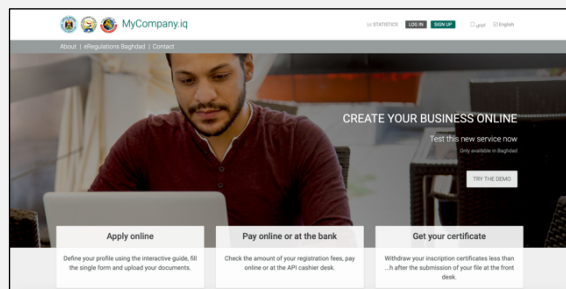 MyCompany.iq
STATISTICS LOG IN SIGN UP عربي English
About | eRegulations Baghdad | Contact
CREATE YOUR BUSINESS ONLINE
Test this new service now
Only available in Baghdad
TRY THE DEMO
Apply online
Define your profile using the interactive guide, fill
the single form and upload your documents.
Pay online or at the bank
Check the amount of your registration fees, pay
online or at the API cashier desk.
Get your certificate
Withdraw your inscription certificates less than
...h after the submission of your file at the front
desk.